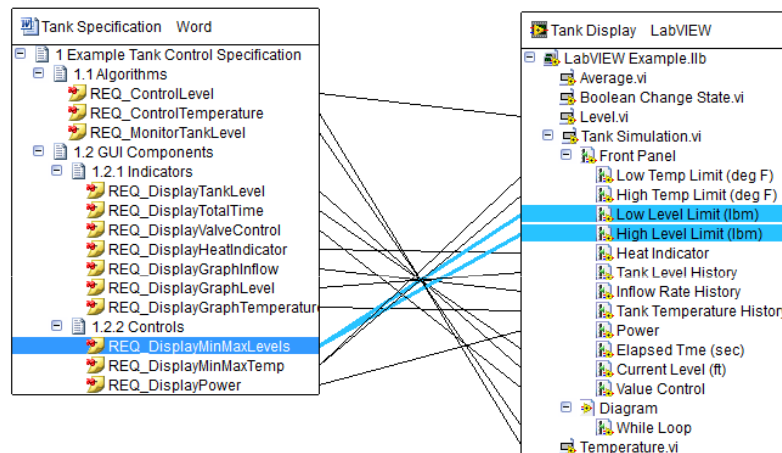 Tank Specification Word
1 Example Tank Control Specification
1.1 Algorithms
REQ_ControlLevel
REQ_ControlTemperature
REQ_MonitorTankLevel
1.2 GUI Components
1.2.1 Indicators
REQ_DisplayTankLevel
REQ_DisplayTotalTime
REQ_DisplayValveControl
REQ_DisplayHeatIndicator
REQ_DisplayGraphInflow
REQ_DisplayGraphLevel
REQ_DisplayGraphTemperature
1.2.2 Controls
REQ_DisplayMinMaxLevels
REQ_DisplayMinMaxTemp
REQ_DisplayPower
Tank Display LabVIEW
LabVIEW Example.llb
Average.vi
Boolean Change State.vi
Level.vi
Tank Simulation.vi
Front Panel
Low Temp Limit (deg F)
High Temp Limit (deg F)
Low Level Limit (lbm)
High Level Limit (lbm)
Heat Indicator
Tank Level History
Inflow Rate History
Tank Temperature History
Power
Elapsed Tme (sec)
Current Level (ft)
Value Control
Diagram
While Loop
Temperature.vi